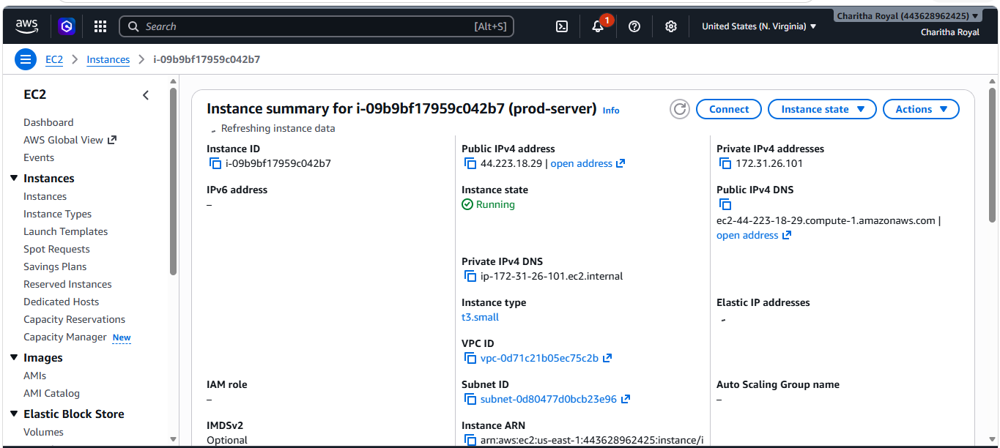 aws
Search [Alt+S]
1
United States (N. Virginia)
Charitha Royal (443628962425)
Charitha Royal
EC2
Instances
i-09b9bf17959c042b7
EC2
Dashboard
AWS Global View
Events
Instances
Instances
Instance Types
Launch Templates
Spot Requests
Savings Plans
Reserved Instances
Dedicated Hosts
Capacity Reservations
Capacity Manager New
Images
AMIs
AMI Catalog
Elastic Block Store
Volumes
Instance summary for i-09b9bf17959c042b7 (prod-server) Info
Connect
Instance state
Actions
Refreshing instance data
Instance ID
i-09b9bf17959c042b7
IPv6 address
–
IAM role
–
IMDSv2
Optional
Public IPv4 address
44.223.18.29 | open address
Instance state
Running
Private IPv4 DNS
ip-172-31-26-101.ec2.internal
Instance type
t3.small
VPC ID
vpc-0d71c21b05ec75c2b
Subnet ID
subnet-0d80477d0bcb23e96
Instance ARN
arn:aws:ec2:us-east-1:443628962425:instance/i
Private IPv4 addresses
172.31.26.101
Public IPv4 DNS
ec2-44-223-18-29.compute-1.amazonaws.com |
open address
Elastic IP addresses
Auto Scaling Group name
–